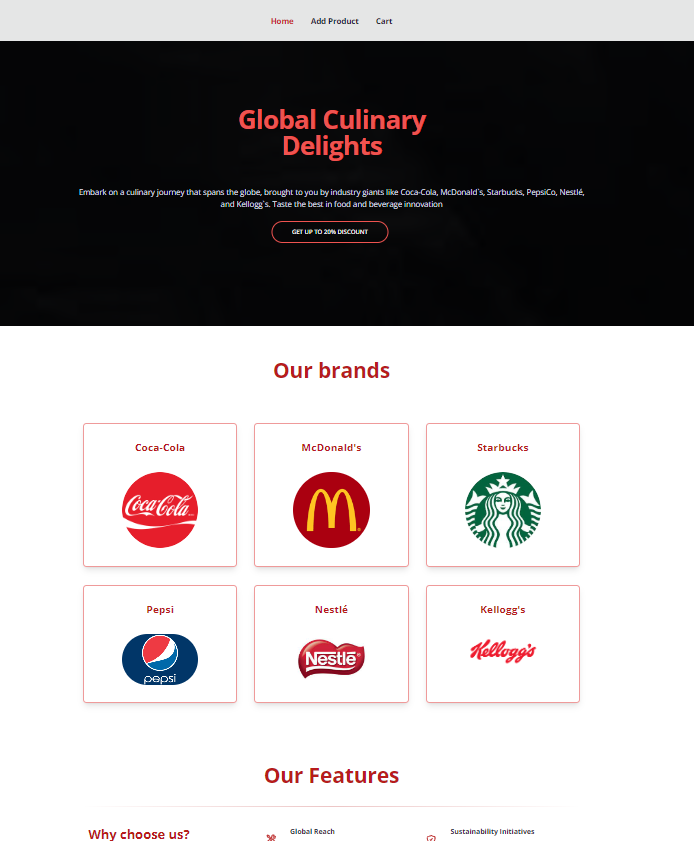 Home Add Product Cart
Global Culinary
Delights
Embark on a culinary journey that spans the globe, brought to you by industry giants like Coca-Cola, McDonald`s, Starbucks, PepsiCo, Nestlé,
and Kellogg`s. Taste the best in food and beverage innovation
GET UP TO 20% DISCOUNT
Our brands
Coca-Cola McDonald's Starbucks
Coca-Cola
Pepsi Nestlé Kellogg's
pepsi Nestlé Kellogg's
Our Features
Why choose us? Global Reach Sustainability Initiatives